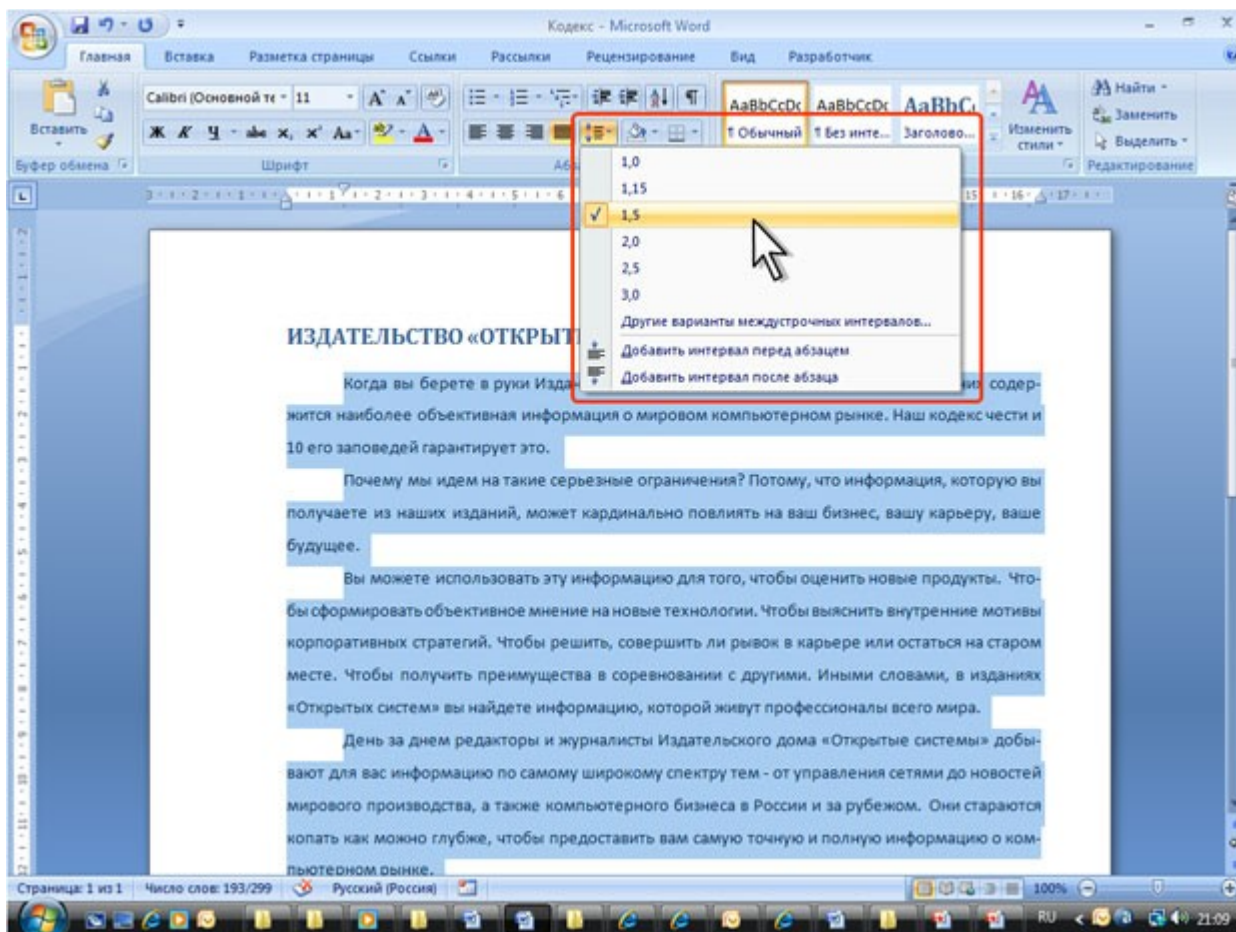 Кодекс - Microsoft Word
Главная Вставка Разметка страницы Ссылки Рассылки Рецензирование Вид Разработчик
Calibri (Основной те 11
AaBbCcDc AaBbCcDc AaBbC
Найти
Заменить
Вставить
Ж К Ч abc x, x' Aa A
¶ Обычный ¶ Без инте... Заголово...
Изменить стили
Выделить
Буфер обмена Шрифт Аб Редактирование
1,0
1,15
1,5
2,0
2,5
3,0
Другие варианты междустрочных интервалов...
Добавить интервал перед абзацем
Добавить интервал после абзаца
ИЗДАТЕЛЬСТВО «ОТКРЫТ
Когда вы берете в руки Изда них содер-
жится наиболее объективная информация о мировом компьютерном рынке. Наш кодекс чести и
10 его заповедей гарантирует это.
Почему мы идем на такие серьезные ограничения? Потому, что информация, которую вы
получаете из наших изданий, может кардинально повлиять на ваш бизнес, вашу карьеру, ваше
будущее.
Вы можете использовать эту информацию для того, чтобы оценить новые продукты. Что-
бы сформировать объективное мнение на новые технологии. Чтобы выяснить внутренние мотивы
корпоративных стратегий. Чтобы решить, совершить ли рывок в карьере или остаться на старом
месте. Чтобы получить преимущества в соревновании с другими. Иными словами, в изданиях
«Открытых систем» вы найдете информацию, которой живут профессионалы всего мира.
День за днем редакторы и журналисты Издательского дома «Открытые системы» добы-
вают для вас информацию по самому широкому спектру тем - от управления сетями до новостей
мирового производства, а также компьютерного бизнеса в России и за рубежом. Они стараются
копать как можно глубже, чтобы предоставить вам самую точную и полную информацию о ком-
пьютерном рынке.
Страница: 1 из 1 Число слов: 193/299 Русский (Россия) 100%
RU 21:09